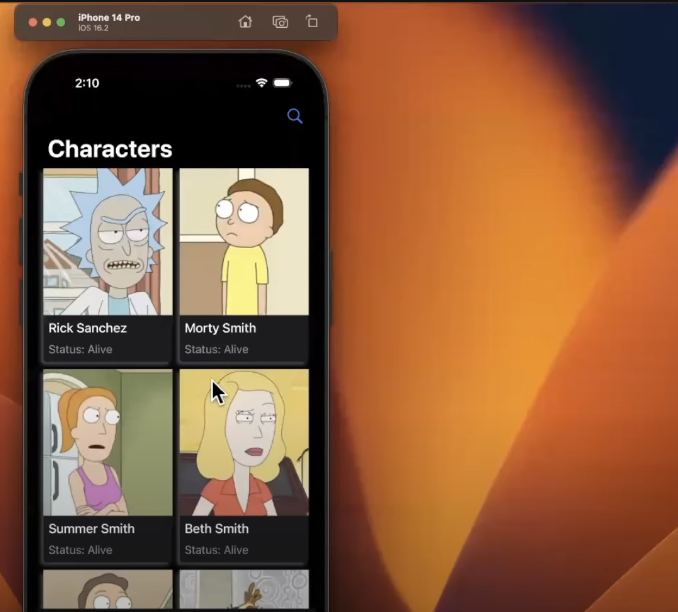 iPhone 14 Pro
iOS 16.2
2:10
Characters
Rick Sanchez
Status: Alive
Morty Smith
Status: Alive
Summer Smith
Status: Alive
Beth Smith
Status: Alive